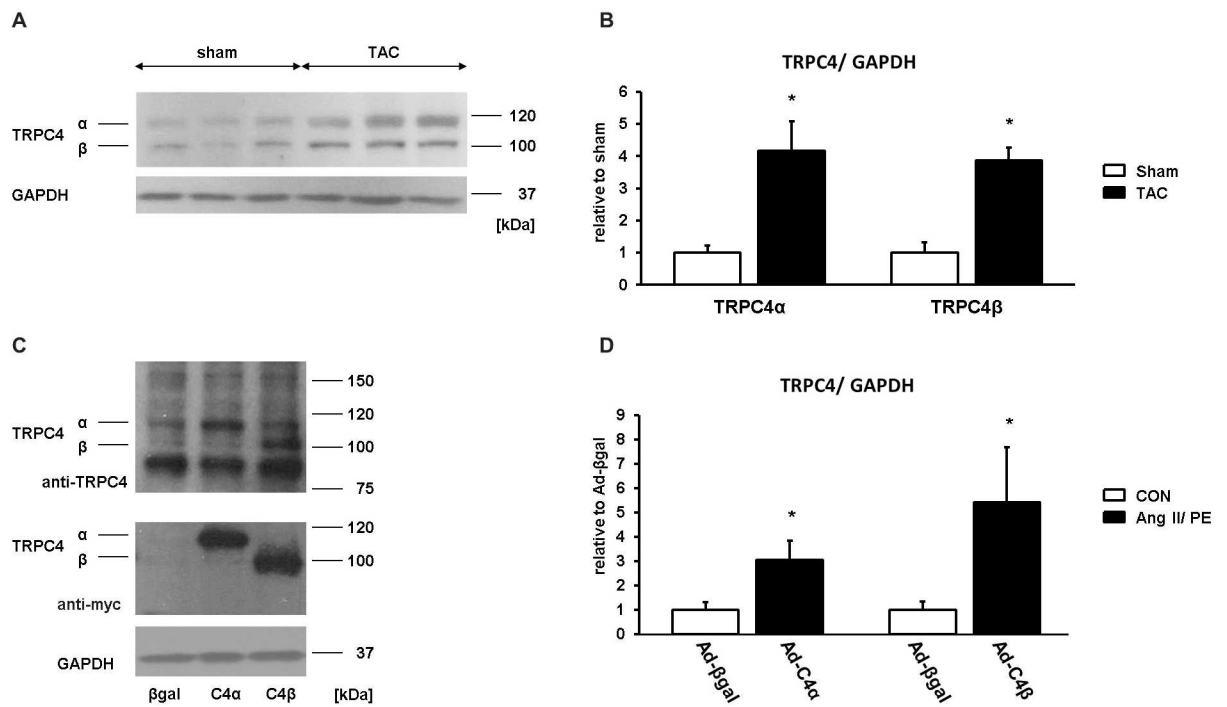 A
sham TAC
TRPC4 α
β
120
100
GAPDH
37
[kDa]
B
TRPC4/ GAPDH
relative to sham
6
5
4
3
2
1
0
*
*
TRPC4α TRPC4β
Sham
TAC
C
TRPC4 α
β
anti-TRPC4
150
120
100
75
TRPC4 α
β
anti-myc
120
100
GAPDH
37
βgal C4α C4β [kDa]
D
TRPC4/ GAPDH
relative to Ad-βgal
9
8
7
6
5
4
3
2
1
0
*
*
Ad-βgal
Ad-C4α
Ad-βgal
Ad-C4β
CON
Ang II/ PE